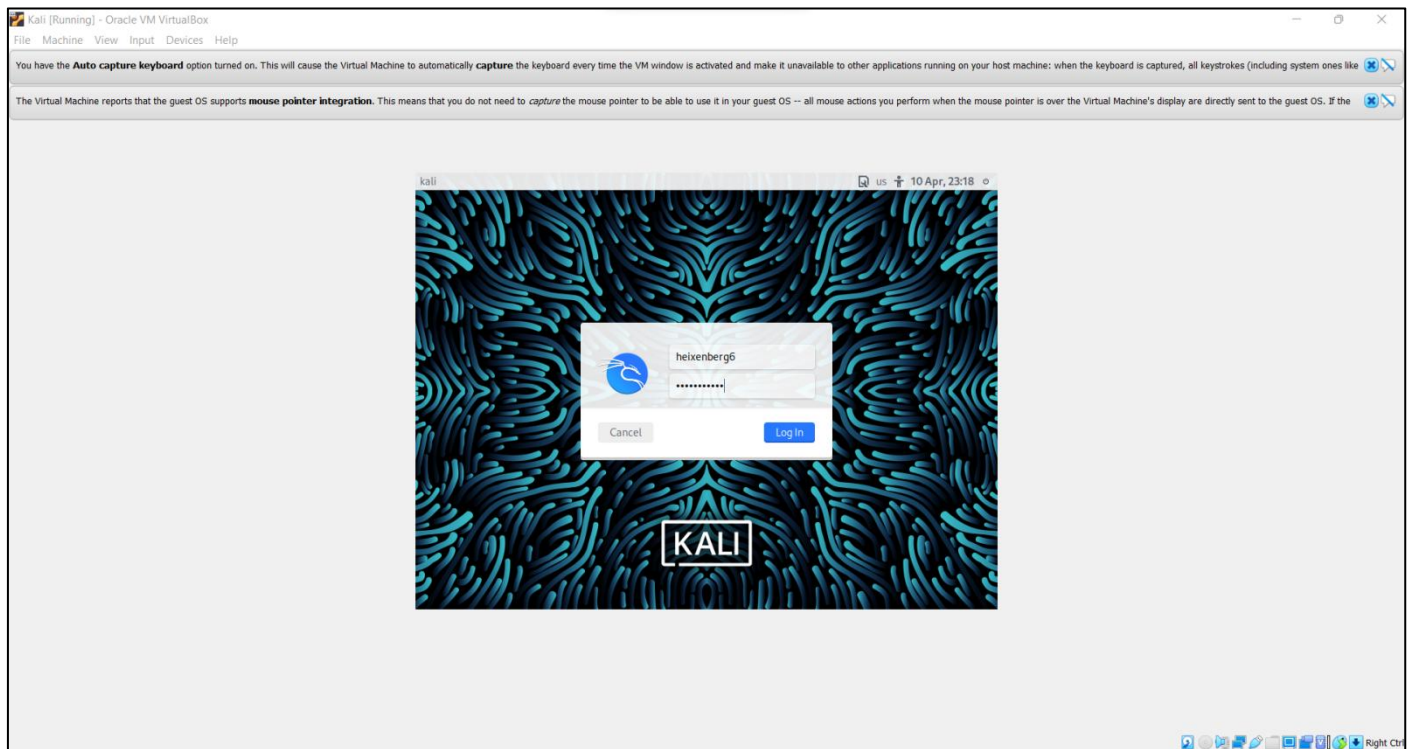 Kali [Running] - Oracle VM VirtualBox
File Machine View Input Devices Help
You have the Auto capture keyboard option turned on. This will cause the Virtual Machine to automatically capture the keyboard every time the VM window is activated and make it unavailable to other applications running on your host machine: when the keyboard is captured, all keystrokes (including system ones like
The Virtual Machine reports that the guest OS supports mouse pointer integration. This means that you do not need to capture the mouse pointer to be able to use it in your guest OS -- all mouse actions you perform when the mouse pointer is over the Virtual Machine's display are directly sent to the guest OS. If the
kali us 10 Apr, 23:18
heixenberg6
•••••••••••
Cancel Log In
KALI
Right Ctrl